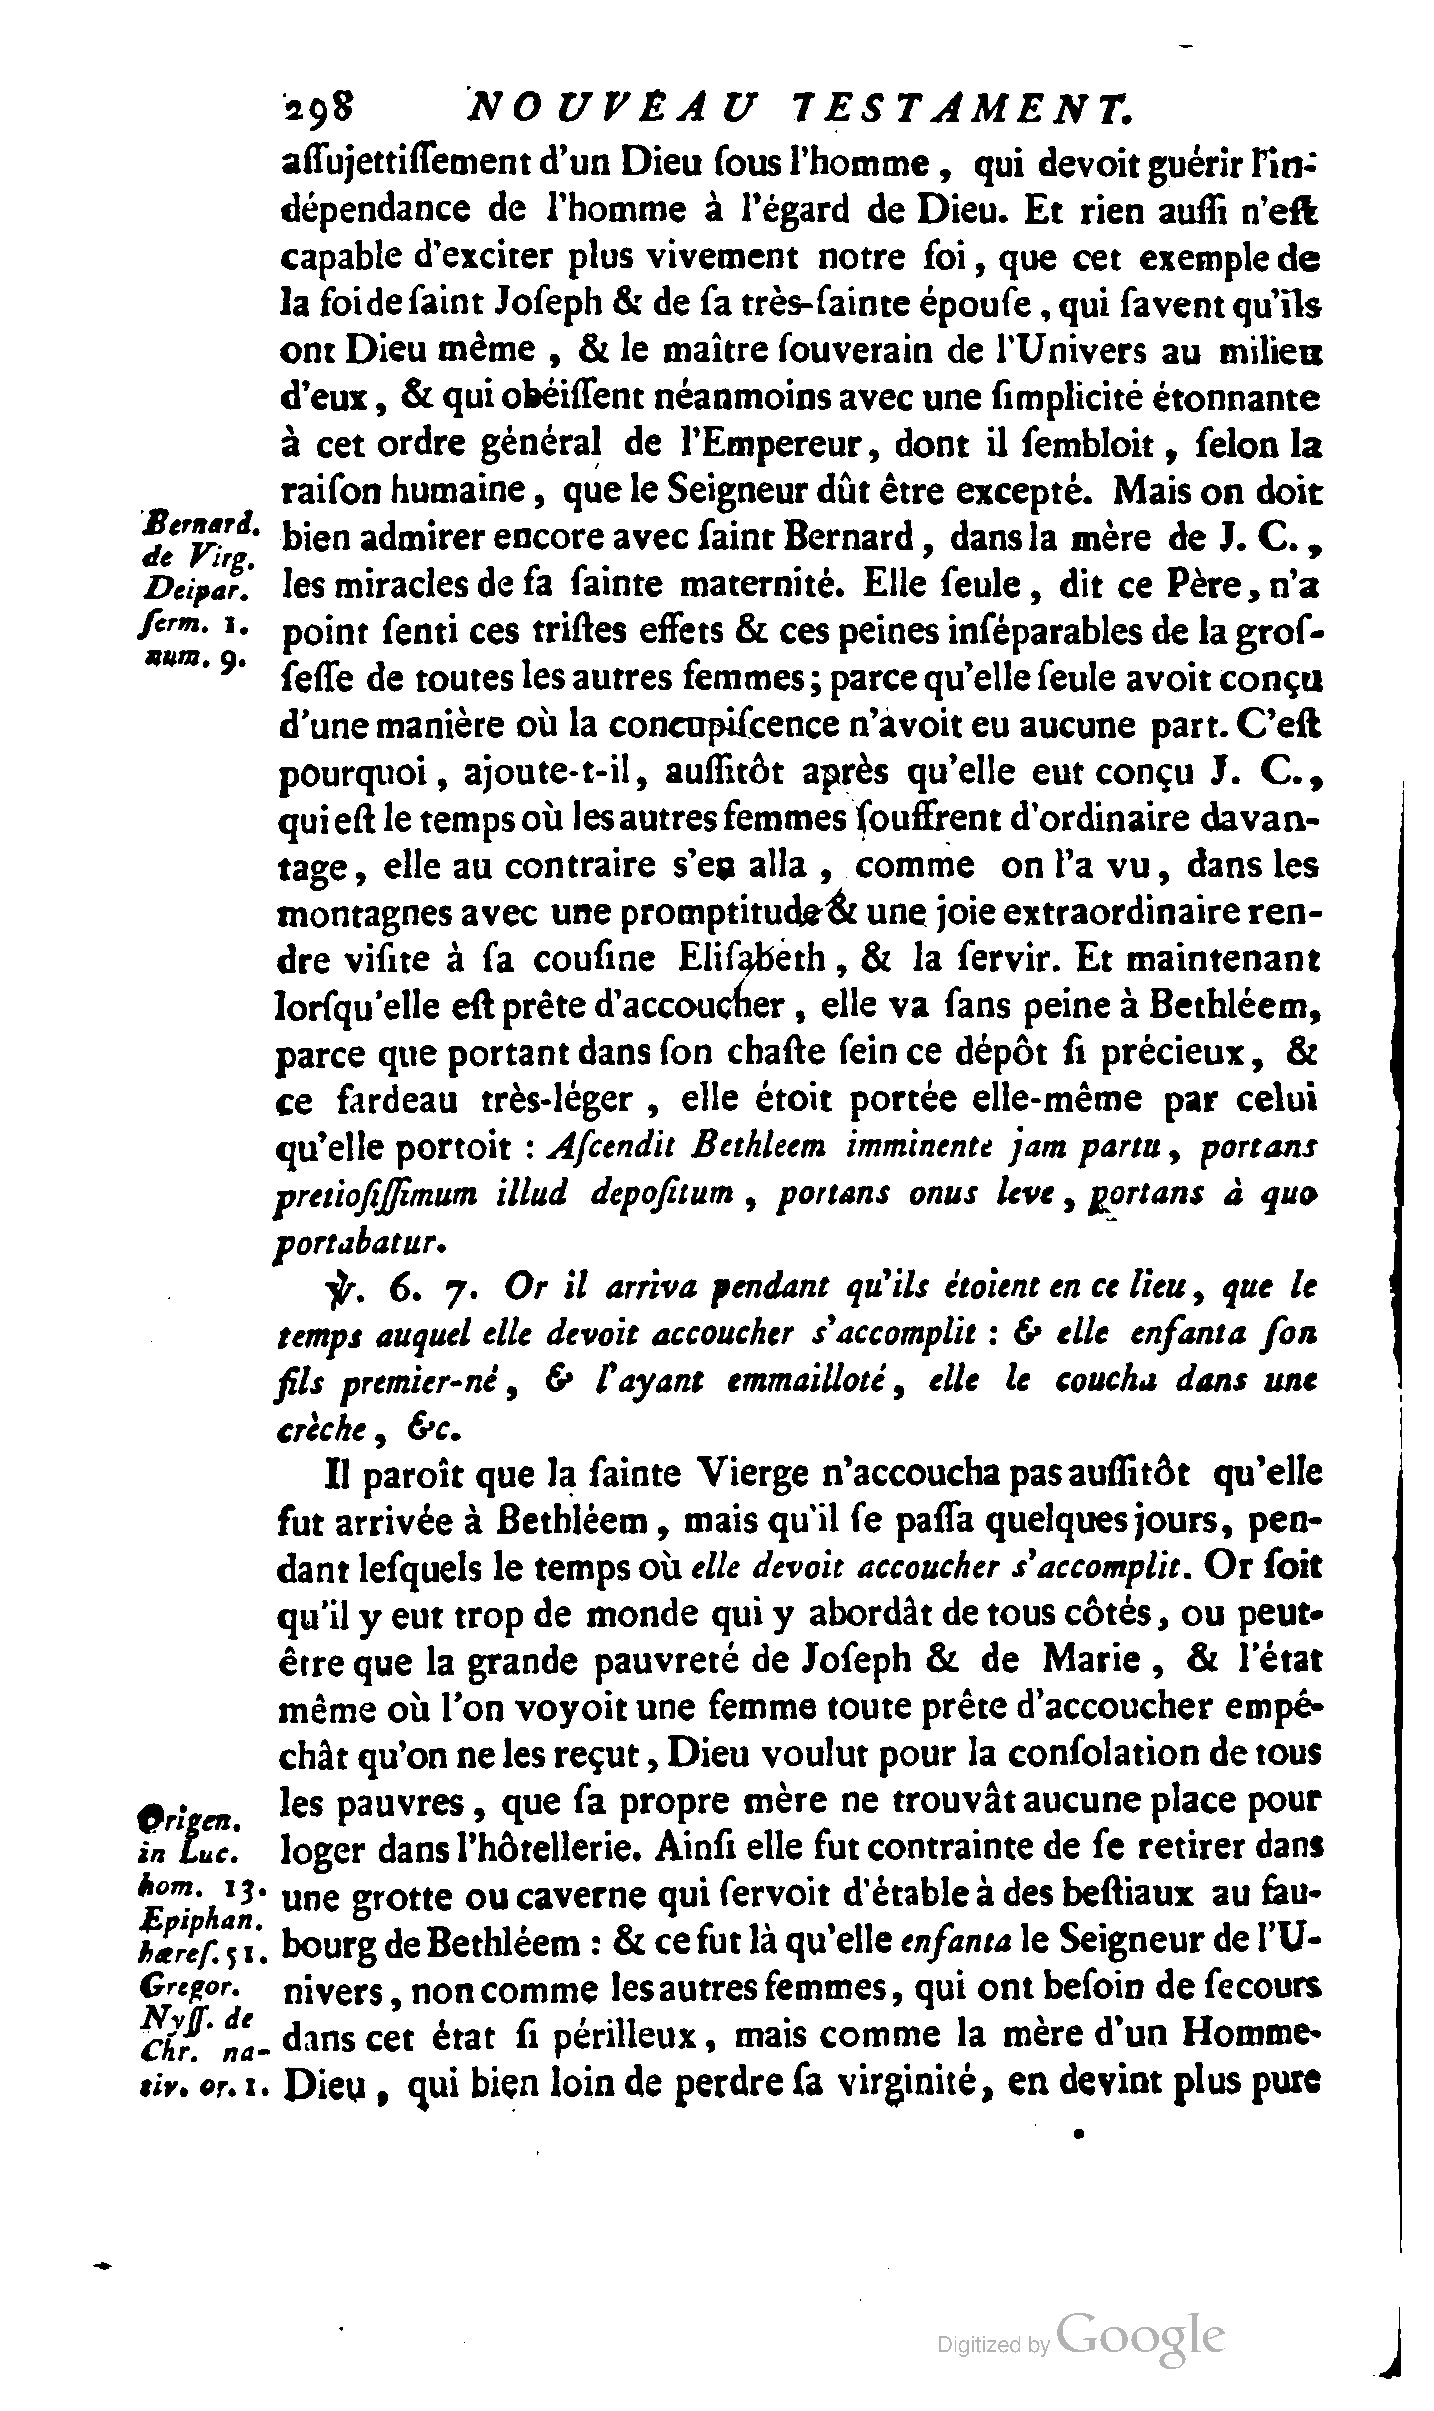 298 NOUVEAU TESTAMENT.
aſſujettiſſement d'un Dieu ſous l'homme, qui devoit guérir l'in-
dépendance de l'homme à l'égard de Dieu. Et rien auſſi n'eſt
capable d'exciter plus vivement notre foi, que cet exemple de
la foi de ſaint Joſeph & de ſa très-ſainte épouſe, qui ſavent qu'ils
ont Dieu même, & le maître ſouverain de l'Univers au milieu
d'eux, & qui obéiſſent néanmoins avec une ſimplicité étonnante
à cet ordre général de l'Empereur, dont il ſembloit, ſelon la
raiſon humaine, que le Seigneur dût être excepté. Mais on doit
bien admirer encore avec ſaint Bernard, dans la mère de J. C.,
les miracles de ſa ſainte maternité. Elle ſeule, dit ce Père, n'a
point ſenti ces triſtes effets & ces peines inſéparables de la groſ-
ſeſſe de toutes les autres femmes; parce qu'elle ſeule avoit conçu
d'une manière où la concupiſcence n'avoit eu aucune part. C'eſt
pourquoi, ajoute-t-il, auſſitôt après qu'elle eut conçu J. C.,
qui eſt le temps où les autres femmes ſouffrent d'ordinaire davan-
tage, elle au contraire s'en alla, comme on l'a vu, dans les
montagnes avec une promptitude & une joie extraordinaire ren-
dre viſite à ſa couſine Eliſabeth, & la ſervir. Et maintenant
lorſqu'elle eſt prête d'accoucher, elle va ſans peine à Bethléem,
parce que portant dans ſon chaſte ſein ce dépôt ſi précieux, &
ce fardeau très-léger, elle étoit portée elle-même par celui
qu'elle portoit : Aſcendit Bethleem imminente jam partu, portans
pretioſiſſimum illud depoſitum, portans onus leve, portans à quo
portabatur.
Bernard.
de Virg.
Deipar.
ſerm. 1.
num. 9.
℣. 6. 7. Or il arriva pendant qu'ils étoient en ce lieu, que le
temps auquel elle devoit accoucher s'accomplit : & elle enfanta ſon
fils premier-né, & l'ayant emmailloté, elle le coucha dans une
crèche, &c.
Il paroît que la ſainte Vierge n'accoucha pas auſſitôt qu'elle
fut arrivée à Bethléem, mais qu'il ſe paſſa quelques jours, pen-
dant leſquels le temps où elle devoit accoucher s'accomplit. Or ſoit
qu'il y eut trop de monde qui y abordât de tous côtés, ou peut-
être que la grande pauvreté de Joſeph & de Marie, & l'état
même où l'on voyoit une femme toute prête d'accoucher empê-
chât qu'on ne les reçut, Dieu voulut pour la conſolation de tous
les pauvres, que ſa propre mère ne trouvât aucune place pour
loger dans l'hôtellerie. Ainſi elle fut contrainte de ſe retirer dans
une grotte ou caverne qui ſervoit d'étable à des beſtiaux au fau-
bourg de Bethléem : & ce fut là qu'elle enfanta le Seigneur de l'U-
nivers, non comme les autres femmes, qui ont beſoin de ſecours
dans cet état ſi périlleux, mais comme la mère d'un Homme-
Dieu, qui bien loin de perdre ſa virginité, en devint plus pure
Origen.
in Luc.
hom. 13.
Epiphan.
hæreſ. 51.
Gregor.
Nyſſ. de
Chr. na-
tiv. or. 1.
Digitized by Google